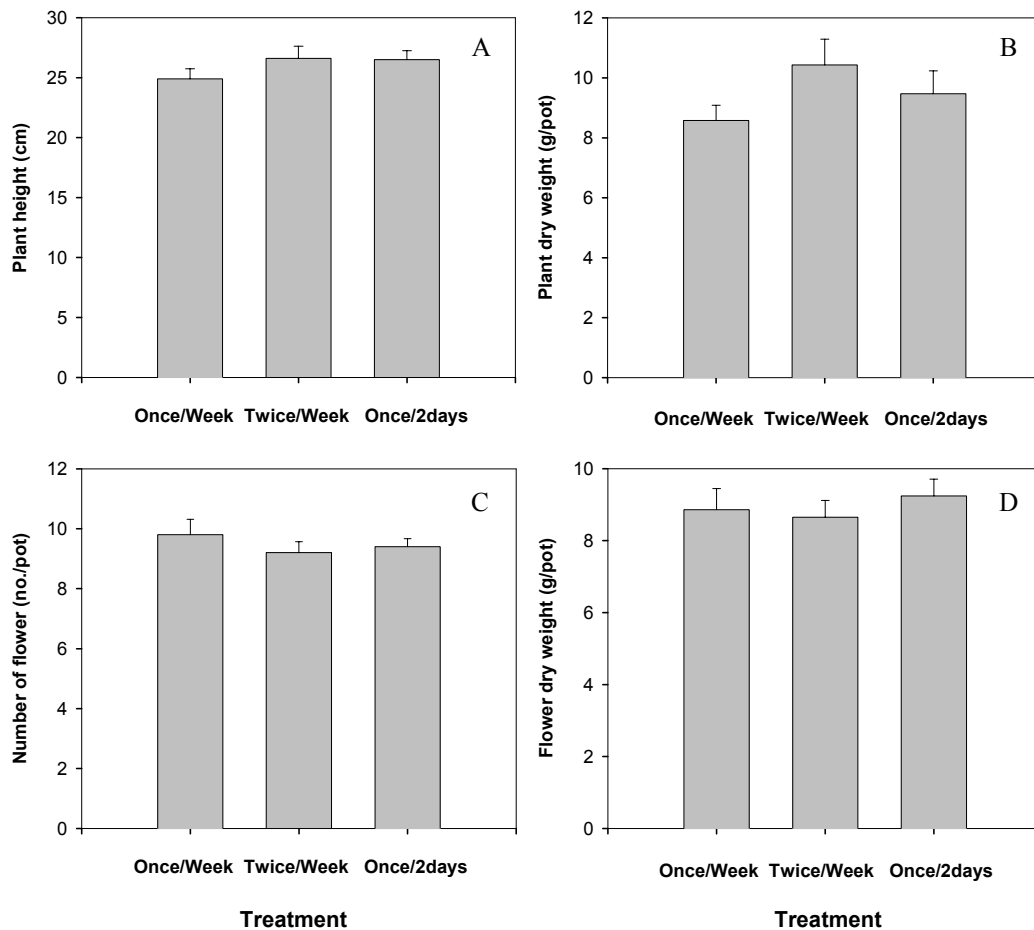 A
Plant height (cm)
30
25
20
15
10
5
0
Once/Week Twice/Week Once/2days
B
Plant dry weight (g/pot)
12
10
8
6
4
2
0
Once/Week Twice/Week Once/2days
C
Number of flower (no./pot)
12
10
8
6
4
2
0
Once/Week Twice/Week Once/2days
Treatment
D
Flower dry weight (g/pot)
10
8
6
4
2
0
Once/Week Twice/Week Once/2days
Treatment